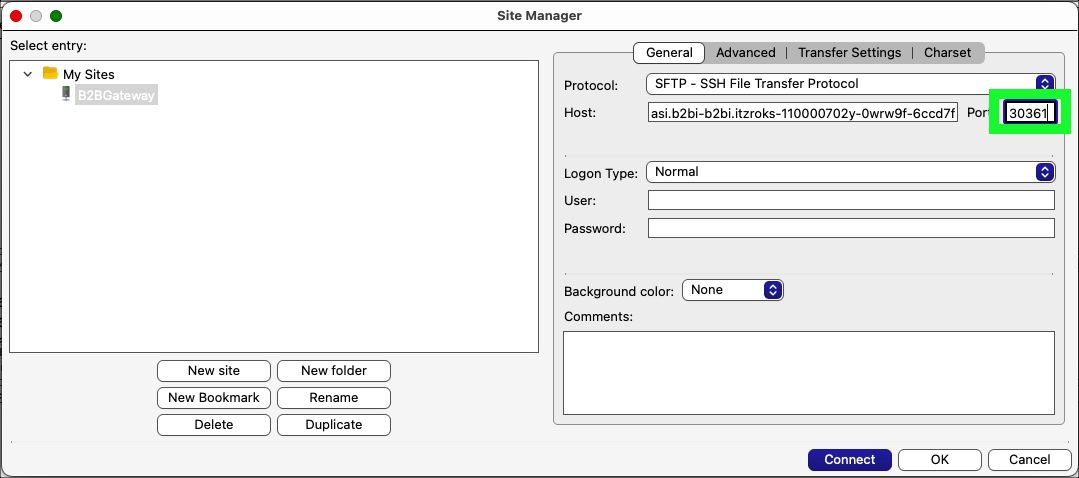 Site Manager
Select entry:
My Sites
B2BGateway
New site
New folder
New Bookmark
Rename
Delete
Duplicate
General
Advanced
Transfer Settings
Charset
Protocol:
SFTP - SSH File Transfer Protocol
Host:
asi.b2bi-b2bi.itzroks-110000702y-0wrw9f-6ccd7f
Port
30361
Logon Type:
Normal
User:
Password:
Background color:
None
Comments:
Connect
OK
Cancel